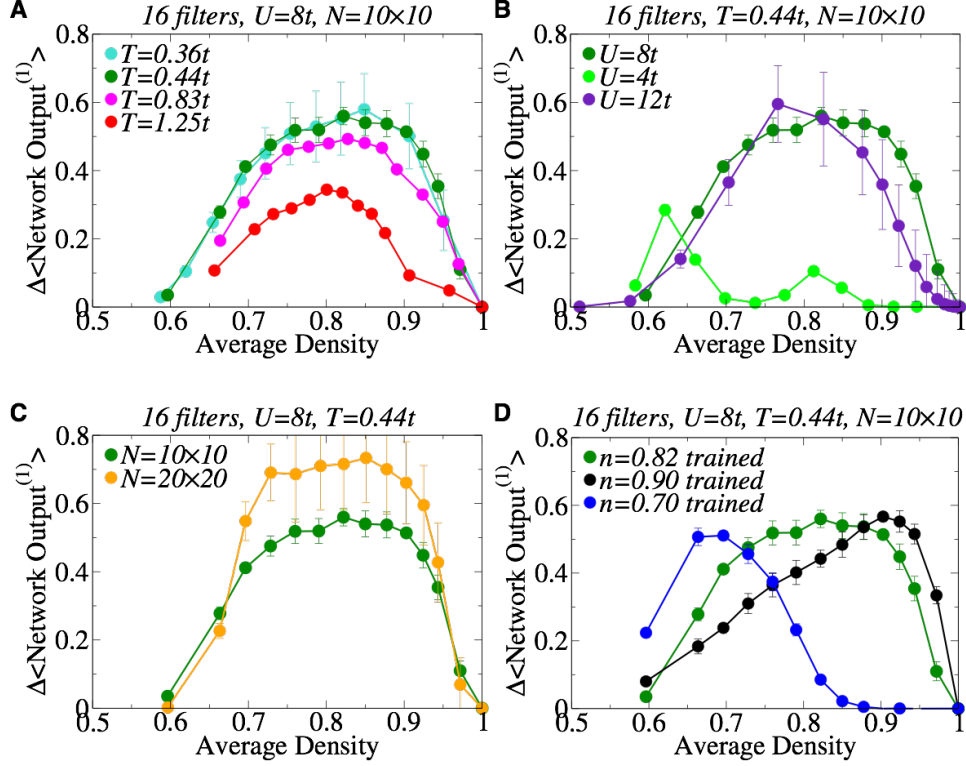 A
16 filters, U=8t, N=10×10
Δ<Network Output(1)>
0.8
0.6
0.4
0.2
0
T=0.36t
T=0.44t
T=0.83t
T=1.25t
0.5 0.6 0.7 0.8 0.9 1
Average Density
B
16 filters, T=0.44t, N=10×10
Δ<Network Output(1)>
0.8
0.6
0.4
0.2
0
U=8t
U=4t
U=12t
0.5 0.6 0.7 0.8 0.9 1
Average Density
C
16 filters, U=8t, T=0.44t
Δ<Network Output(1)>
0.8
0.6
0.4
0.2
0
N=10×10
N=20×20
0.5 0.6 0.7 0.8 0.9 1
Average Density
D
16 filters, U=8t, T=0.44t, N=10×10
Δ<Network Output(1)>
0.8
0.6
0.4
0.2
0
n=0.82 trained
n=0.90 trained
n=0.70 trained
0.5 0.6 0.7 0.8 0.9 1
Average Density